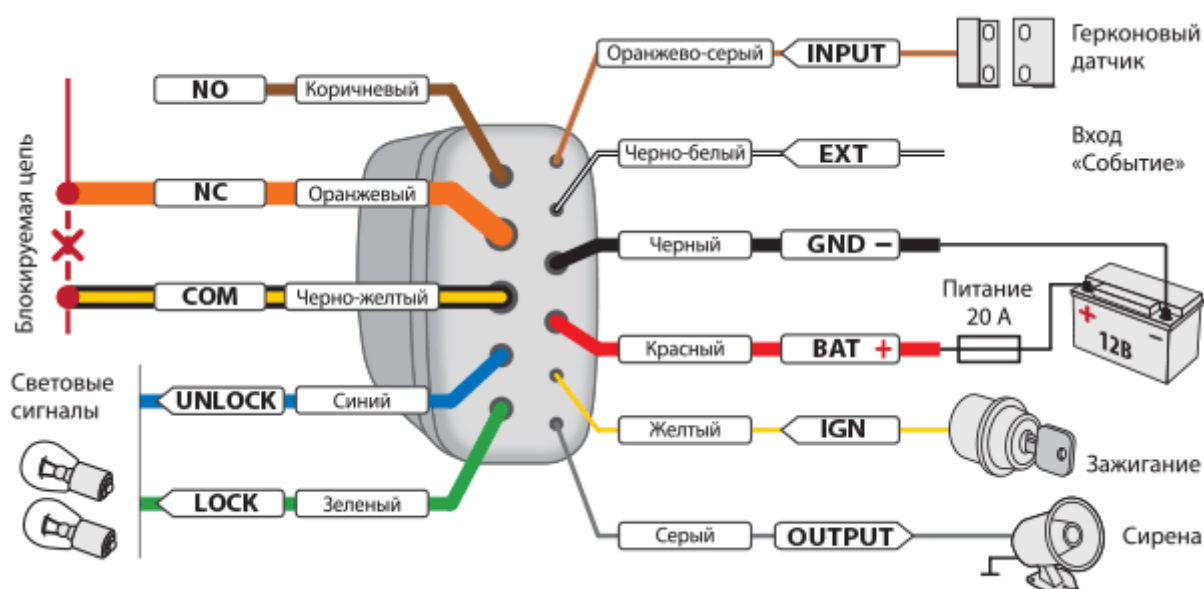 Блокируемая цепь
NO
Коричневый
NC
Оранжевый
COM
Черно-желтый
Световые
сигналы
UNLOCK
Синий
LOCK
Зеленый
Оранжево-серый
INPUT
Герконовый
датчик
Черно-белый
EXT
Вход
«Событие»
Черный
GND −
Питание
20 А
Красный
BAT +
+ −
12В
Желтый
IGN
Зажигание
Серый
OUTPUT
Сирена